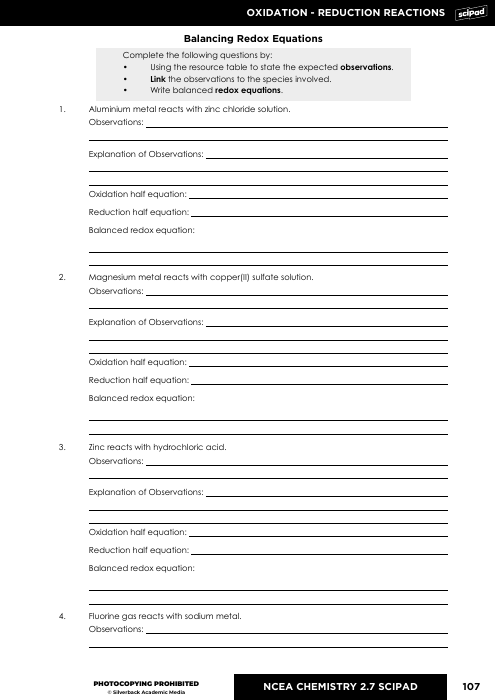 OXIDATION - REDUCTION REACTIONS scipad
Balancing Redox Equations
Complete the following questions by:
• Using the resource table to state the expected observations.
• Link the observations to the species involved.
• Write balanced redox equations.
1. Aluminium metal reacts with zinc chloride solution.
Observations:
Explanation of Observations:
Oxidation half equation:
Reduction half equation:
Balanced redox equation:
2. Magnesium metal reacts with copper(II) sulfate solution.
Observations:
Explanation of Observations:
Oxidation half equation:
Reduction half equation:
Balanced redox equation:
3. Zinc reacts with hydrochloric acid.
Observations:
Explanation of Observations:
Oxidation half equation:
Reduction half equation:
Balanced redox equation:
4. Fluorine gas reacts with sodium metal.
Observations:
PHOTOCOPYING PROHIBITED
© Silverback Academic Media
NCEA CHEMISTRY 2.7 SCIPAD 107